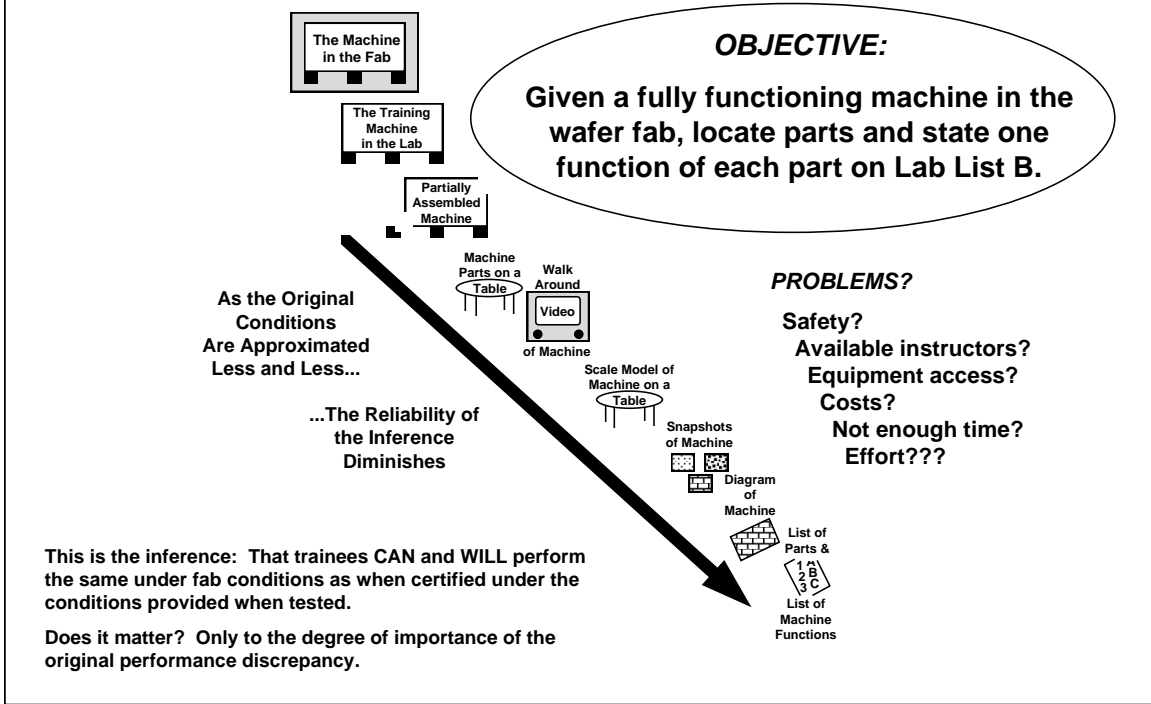 The Machine
in the Fab
OBJECTIVE:
Given a fully functioning machine in the
wafer fab, locate parts and state one
function of each part on Lab List B.
The Training
Machine
in the Lab
Partially
Assembled
Machine
Machine
Parts on a
Table
Walk
Around
Video
of Machine
PROBLEMS?
Safety?
Available instructors?
Equipment access?
Costs?
Not enough time?
Effort???
As the Original
Conditions
Are Approximated
Less and Less...
...The Reliability of
the Inference
Diminishes
Scale Model of
Machine on a
Table
Snapshots
of Machine
Diagram
of
Machine
List of
Parts &
1 A
2 B
3 C
List of
Machine
Functions
This is the inference:  That trainees CAN and WILL perform
the same under fab conditions as when certified under the
conditions provided when tested.
Does it matter?  Only to the degree of importance of the
original performance discrepancy.